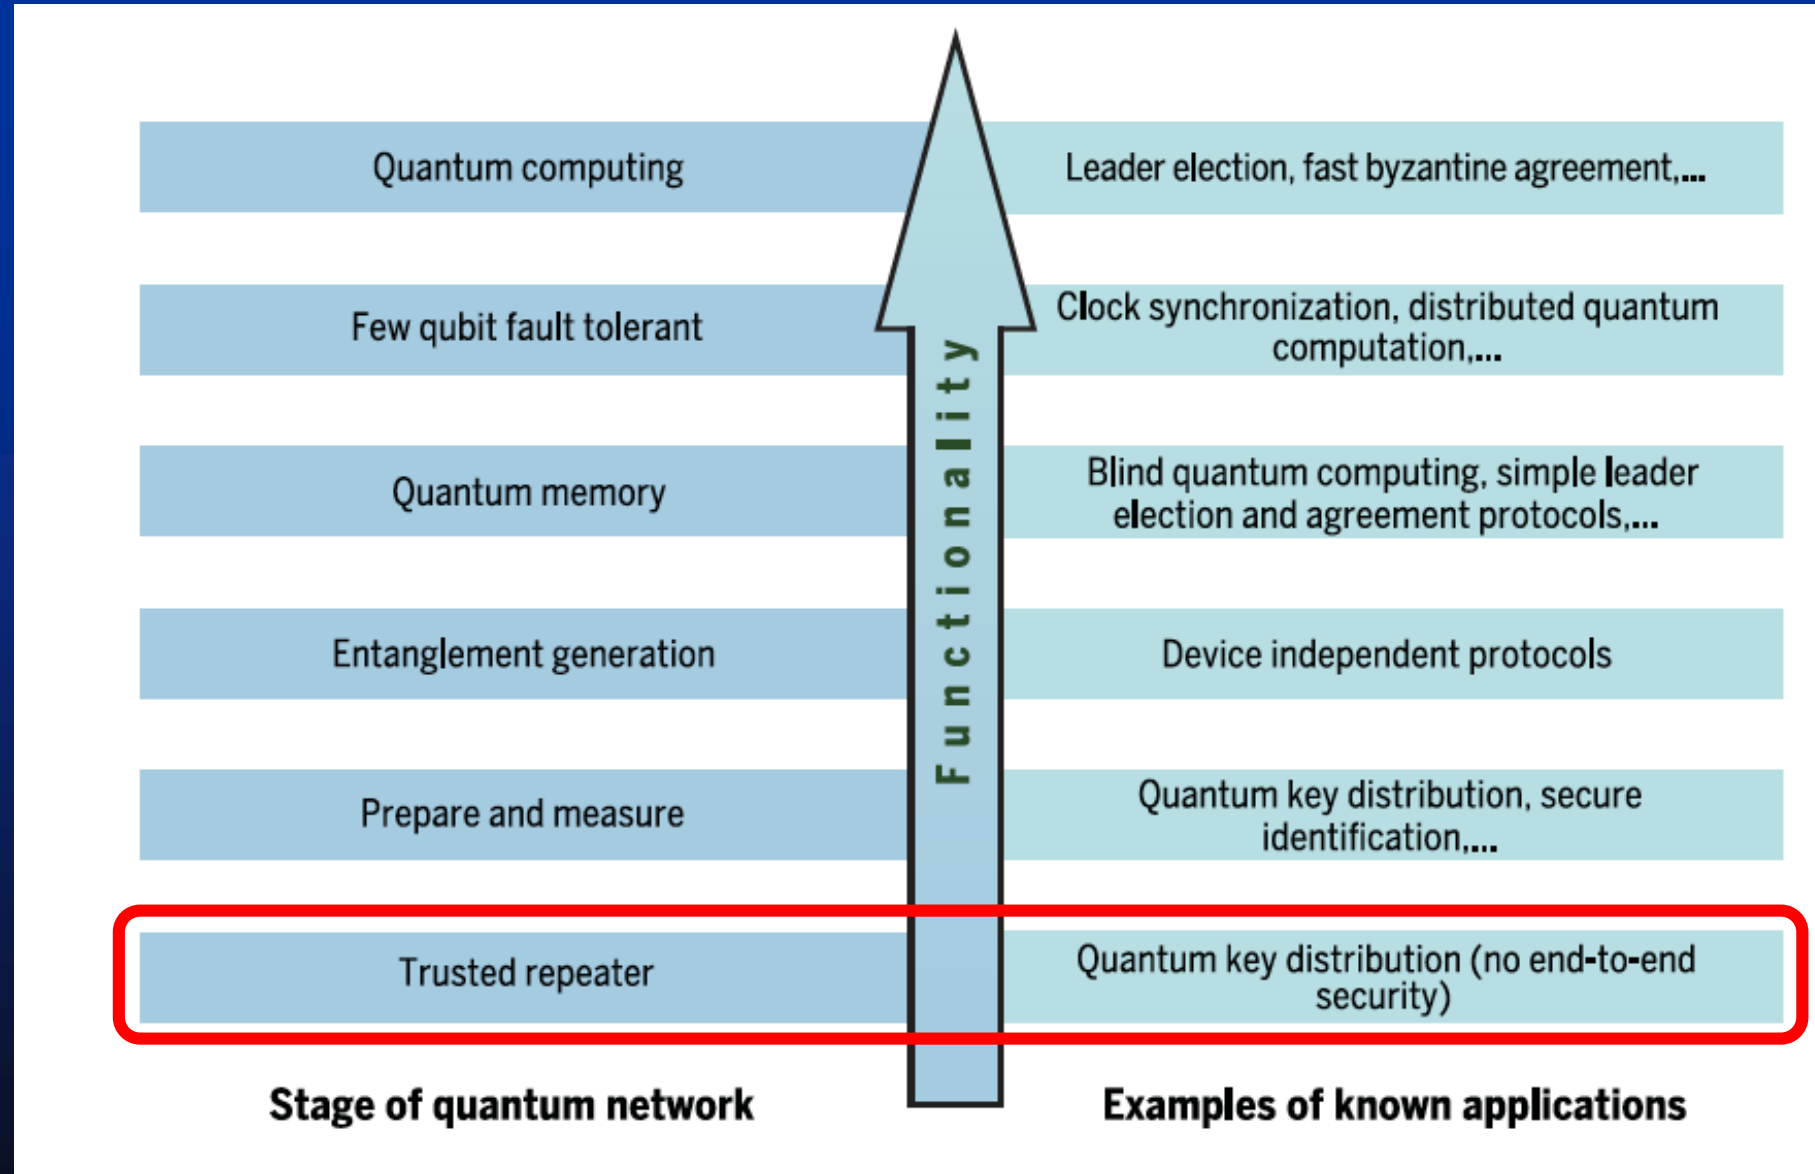 Quantum computing
Leader election, fast byzantine agreement,...
Few qubit fault tolerant
Clock synchronization, distributed quantum
computation,...
Quantum memory
Blind quantum computing, simple leader
election and agreement protocols,...
Entanglement generation
Device independent protocols
Prepare and measure
Quantum key distribution, secure
identification,...
Trusted repeater
Quantum key distribution (no end-to-end
security)
Functionality
Stage of quantum network
Examples of known applications